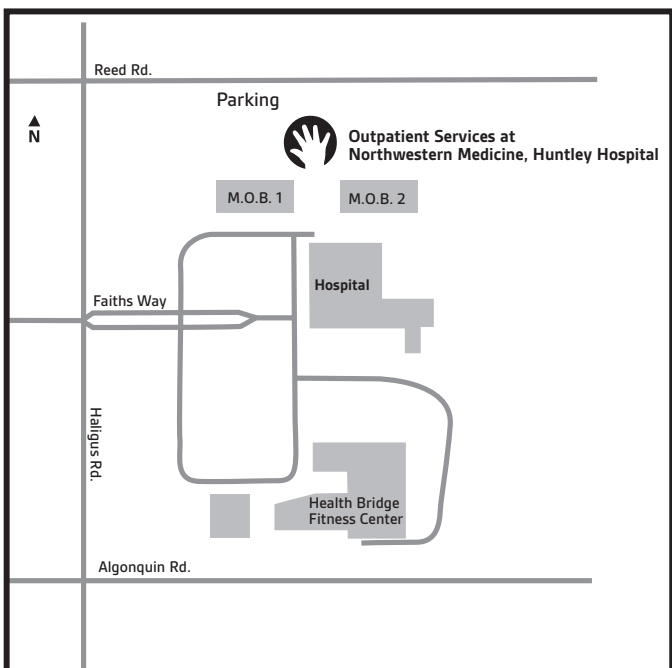 Reed Rd.
Parking
N
Outpatient Services at
Northwestern Medicine, Huntley Hospital
M.O.B. 1
M.O.B. 2
Hospital
Faiths Way
Haligus Rd.
Health Bridge
Fitness Center
Algonquin Rd.